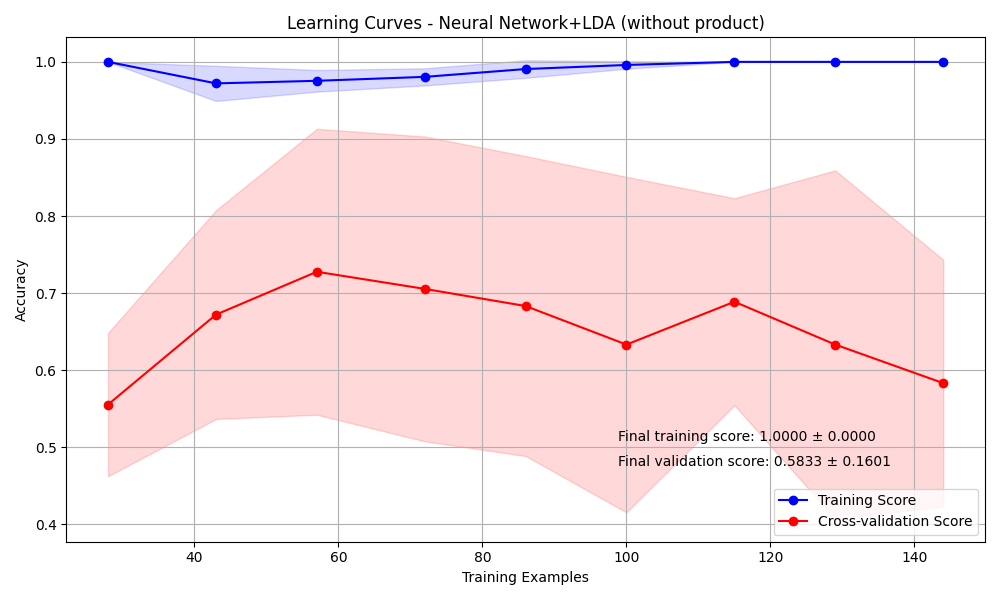 Learning Curves - Neural Network+LDA (without product)
Accuracy
1.0
0.9
0.8
0.7
0.6
0.5
0.4
Final training score: 1.0000 ± 0.0000
Final validation score: 0.5833 ± 0.1601
Training Score
Cross-validation Score
40
60
80
100
120
140
Training Examples